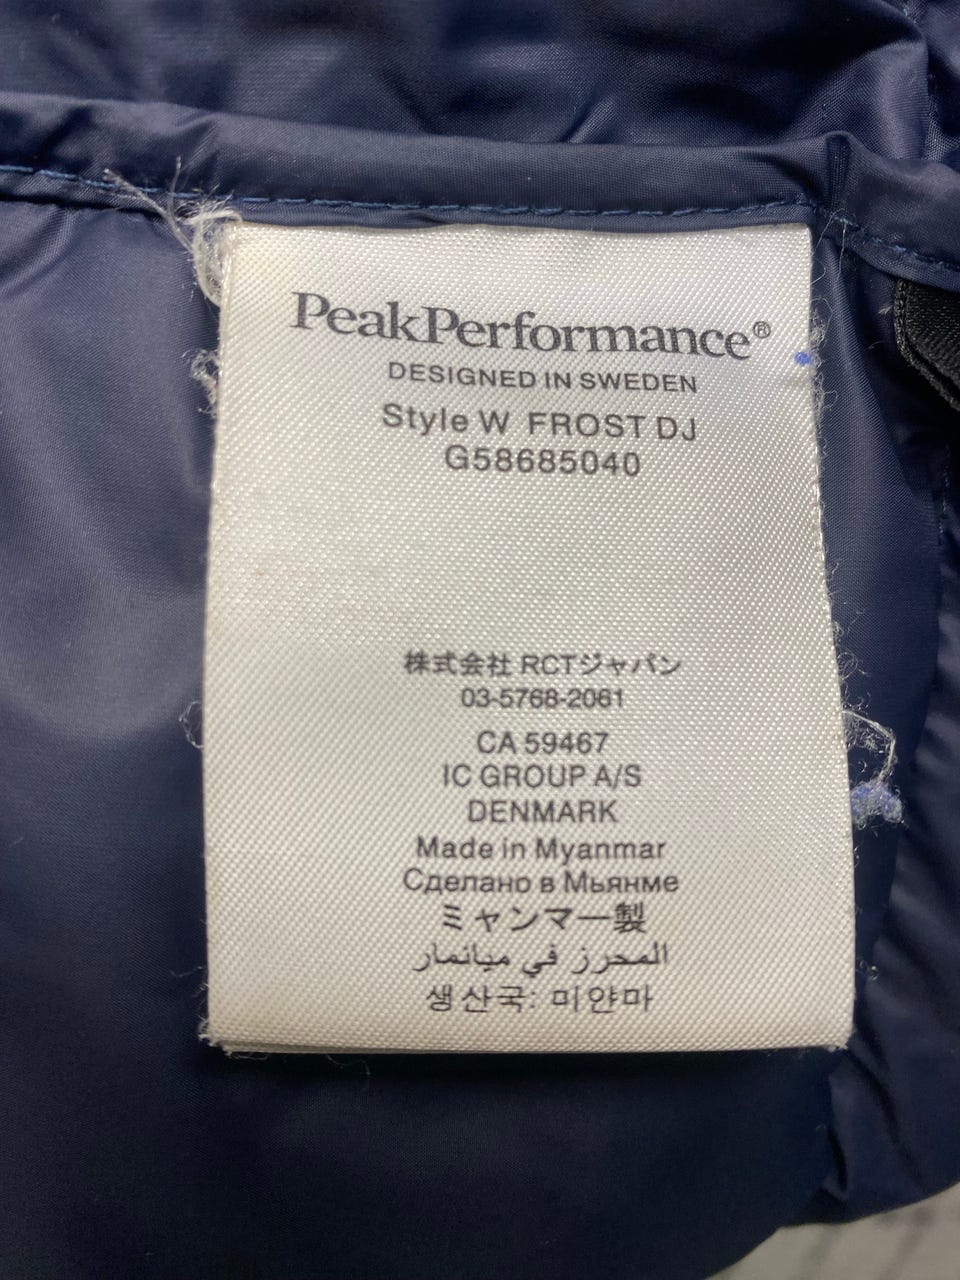 PeakPerformance®
DESIGNED IN SWEDEN
Style W FROST DJ
G58685040
株式会社 RCTジャパン
03-5768-2061
CA 59467
IC GROUP A/S
DENMARK
Made in Myanmar
Сделано в Мьянме
ミャンマー製
المحرز في ميانمار
생산국: 미얀마